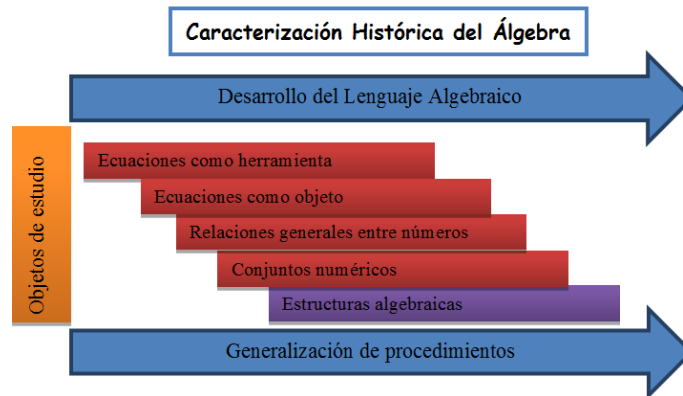 Caracterización Histórica del Álgebra
Desarrollo del Lenguaje Algebraico
Objetos de estudio
Ecuaciones como herramienta
Ecuaciones como objeto
Relaciones generales entre números
Conjuntos numéricos
Estructuras algebraicas
Generalización de procedimientos